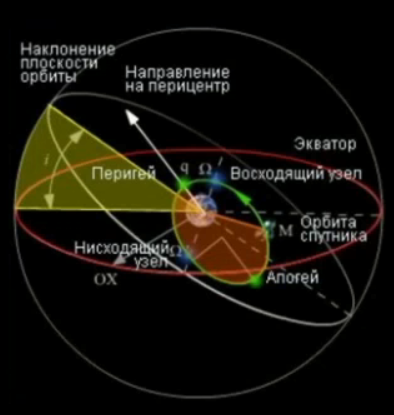 Наклонение
плоскости
орбиты
Направление
на перицентр
Экватор
i
Перигей
q
Ω
Восходящий узел
Орбита
спутника
M
Нисходящий
узел
Ω
Апогей
OX